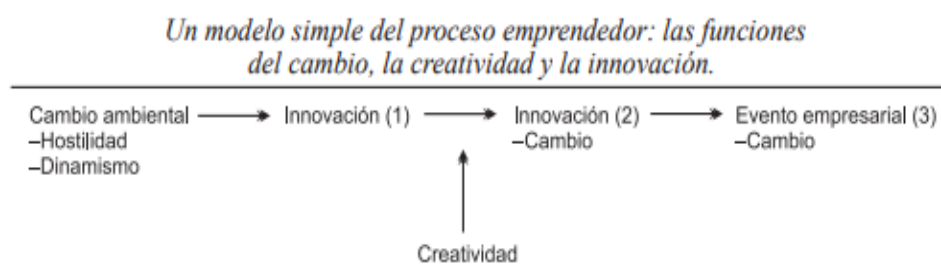 Un modelo simple del proceso emprendedor: las funciones
del cambio, la creatividad y la innovación.
Cambio ambiental
–Hostilidad
–Dinamismo
Innovación (1)
Innovación (2)
–Cambio
Evento empresarial (3)
–Cambio
Creatividad